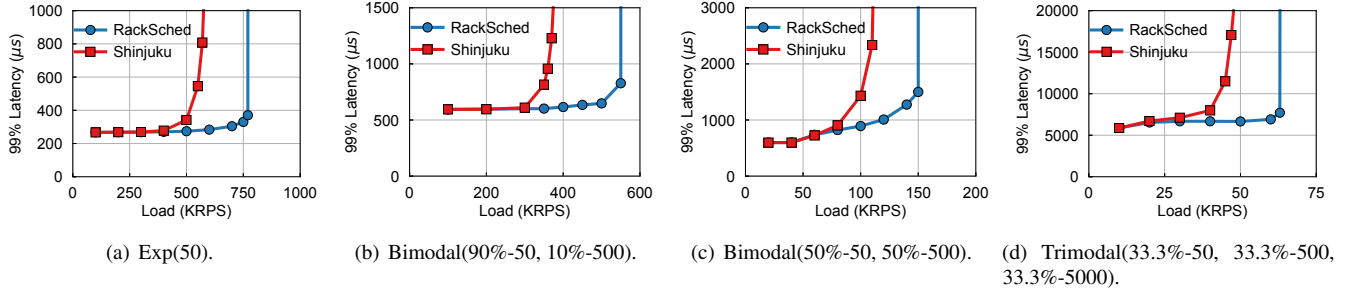 1000
800
600
400
200
0
99% Latency (μs)
RackSched
Shinjuku
0 250 500 750 1000
Load (KRPS)
(a) Exp(50).
1500
1000
500
0
99% Latency (μs)
RackSched
Shinjuku
0 200 400 600
Load (KRPS)
(b) Bimodal(90%-50, 10%-500).
3000
2000
1000
0
99% Latency (μs)
RackSched
Shinjuku
0 50 100 150 200
Load (KRPS)
(c) Bimodal(50%-50, 50%-500).
20000
15000
10000
5000
0
99% Latency (μs)
RackSched
Shinjuku
0 25 50 75
Load (KRPS)
(d) Trimodal(33.3%-50, 33.3%-500,
33.3%-5000).